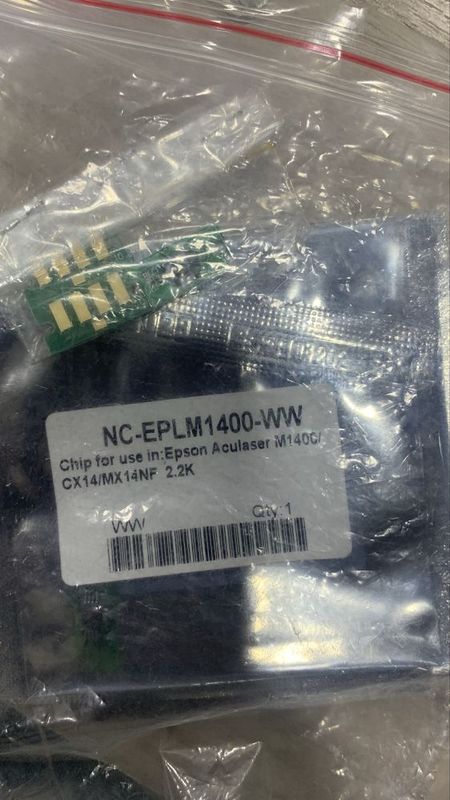 NC-EPLM1400-WW
Chip for use in:Epson Aculaser M1400/
CX14/MX14NF 2.2K
WW Qty:1